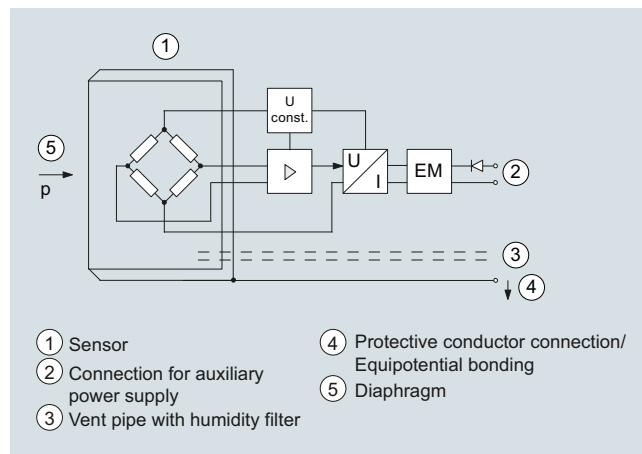 1
U
const.
5
p
U
I
EM
2
3
4
1 Sensor
2 Connection for auxiliary
power supply
3 Vent pipe with humidity filter
4 Protective conductor connection/
Equipotential bonding
5 Diaphragm